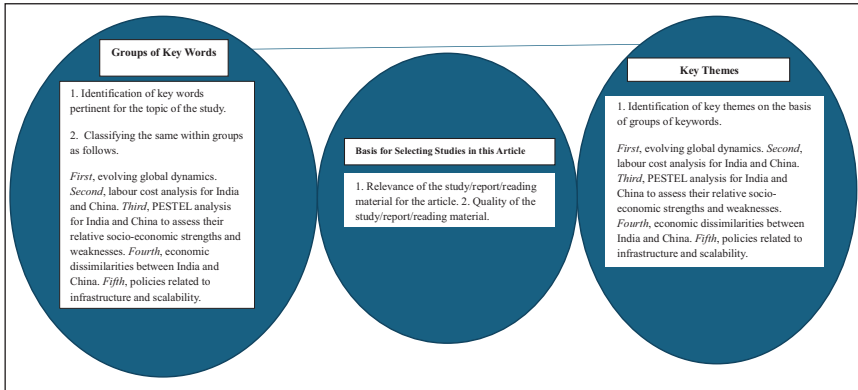 Groups of Key Words
1. Identification of key words
pertinent for the topic of the study.
2. Classifying the same within groups
as follows.
First, evolving global dynamics.
Second, labour cost analysis for India
and China. Third, PESTEL analysis
for India and China to assess their
relative socio-economic strengths and
weaknesses. Fourth, economic
dissimilarities between India and
China. Fifth, policies related to
infrastructure and scalability.
Basis for Selecting Studies in this Article
1. Relevance of the study/report/reading
material for the article. 2. Quality of the
study/report/reading material.
Key Themes
1. Identification of key themes on the basis
of groups of keywords.
First, evolving global dynamics. Second,
labour cost analysis for India and China.
Third, PESTEL analysis for India and
China to assess their relative socio-
economic strengths and weaknesses.
Fourth, economic dissimilarities between
India and China. Fifth, policies related to
infrastructure and scalability.